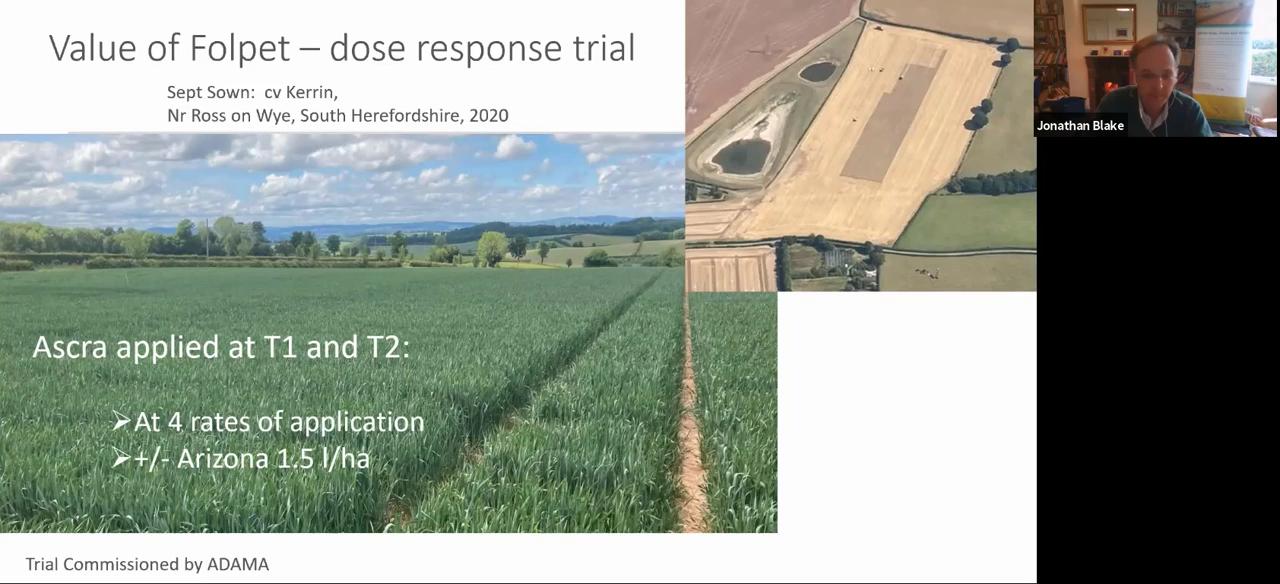 Value of Folpet – dose response trial
Sept Sown: cv Kerrin,
Nr Ross on Wye, South Herefordshire, 2020
Jonathan Blake
Ascra applied at T1 and T2:
➢At 4 rates of application
➢+/- Arizona 1.5 l/ha
Trial Commissioned by ADAMA